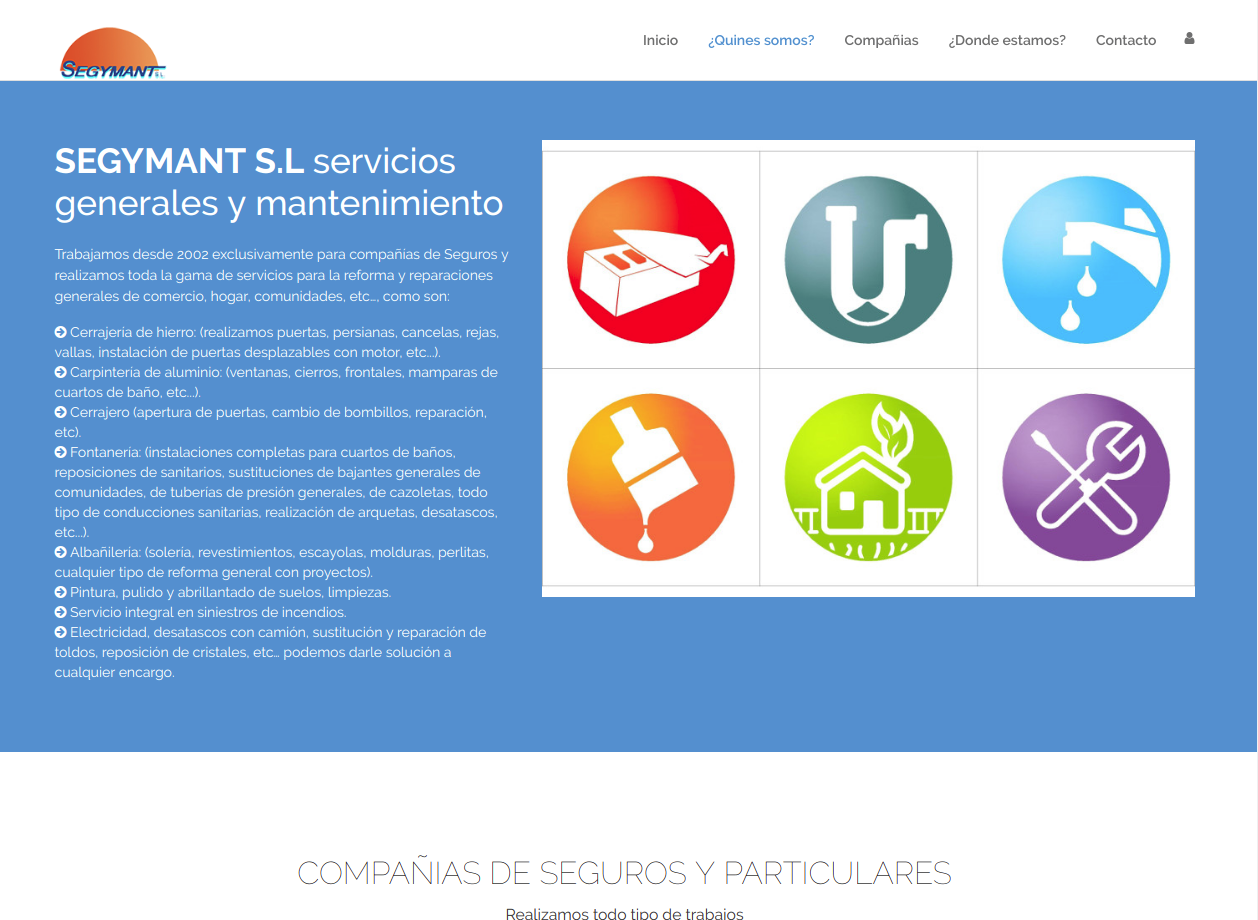 SEGYMANT S.L
Inicio
¿Quines somos?
Compañias
¿Donde estamos?
Contacto
SEGYMANT S.L servicios
generales y mantenimiento
Trabajamos desde 2002 exclusivamente para compañias de Seguros y
realizamos toda la gama de servicios para la reforma y reparaciones
generales de comercio, hogar, comunidades, etc..., como son:
Cerrajería de hierro: (realizamos puertas, persianas, cancelas, rejas,
vallas, instalación de puertas desplazables con motor, etc...).
Carpintería de aluminio: (ventanas, cierros, frontales, mamparas de
cuartos de baño, etc...).
Cerrajero (apertura de puertas, cambio de bombillos, reparación,
etc).
Fontanería: (instalaciones completas para cuartos de baños,
reposiciones de sanitarios, sustituciones de bajantes generales de
comunidades, de tuberías de presión generales, de cazoletas, todo
tipo de conducciones sanitarias, realización de arquetas, desatascos,
etc...).
Albañilería: (solería, revestimientos, escayolas, molduras, perlitas,
cualquier tipo de reforma general con proyectos).
Pintura, pulido y abrillantado de suelos, limpiezas.
Servicio integral en siniestros de incendios.
Electricidad, desatascos con camión, sustitución y reparación de
toldos, reposición de cristales, etc... podemos darle solución a
cualquier encargo.
COMPAÑIAS DE SEGUROS Y PARTICULARES
Realizamos todo tipo de trabajos